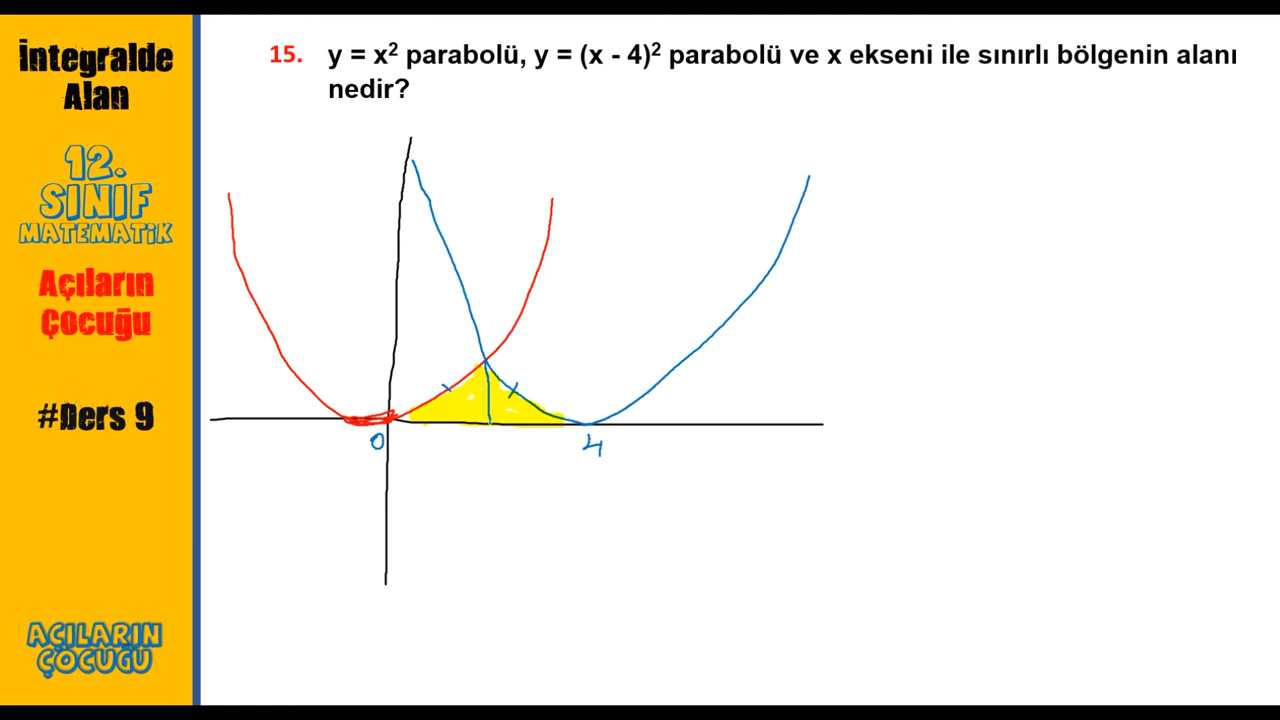 İntegralde
Alan
12.
SINIF
MATEMATİK
Açıların
Çocuğu
#Ders 9
AÇILARIN
ÇOCUĞU
15. y = x² parabolü, y = (x - 4)² parabolü ve x ekseni ile sınırlı bölgenin alanı
nedir?
0
4